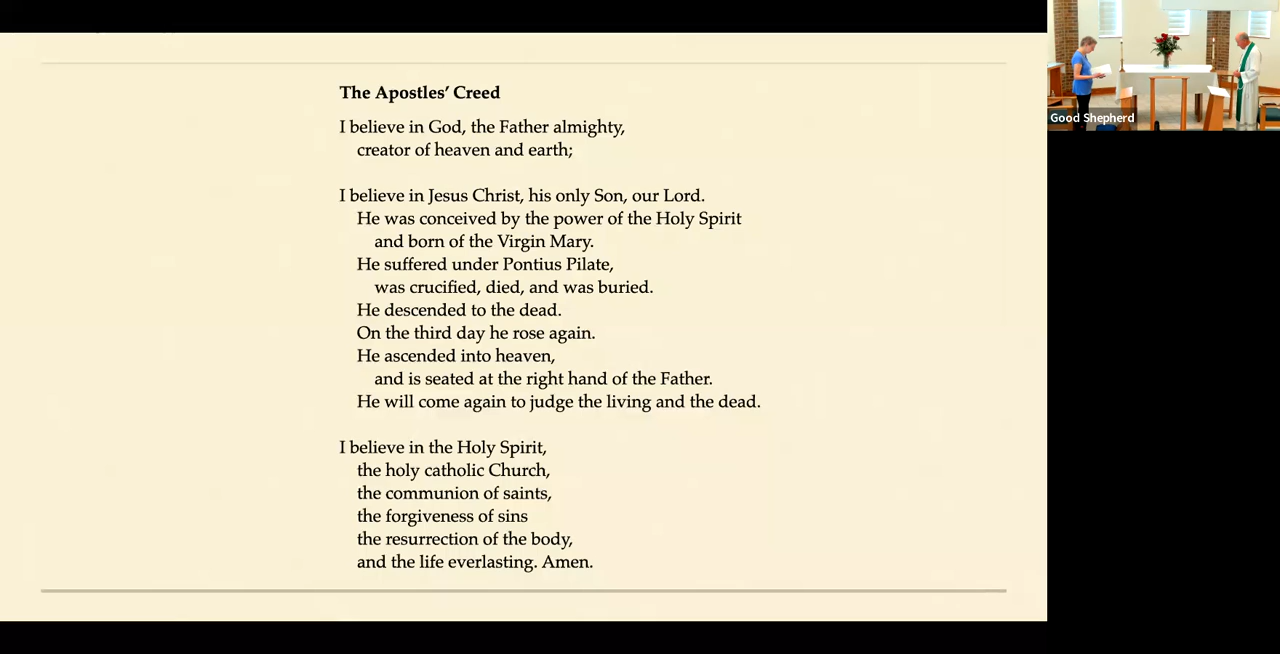 The Apostles’ Creed
I believe in God, the Father almighty,
creator of heaven and earth;
I believe in Jesus Christ, his only Son, our Lord.
He was conceived by the power of the Holy Spirit
and born of the Virgin Mary.
He suffered under Pontius Pilate,
was crucified, died, and was buried.
He descended to the dead.
On the third day he rose again.
He ascended into heaven,
and is seated at the right hand of the Father.
He will come again to judge the living and the dead.
I believe in the Holy Spirit,
the holy catholic Church,
the communion of saints,
the forgiveness of sins
the resurrection of the body,
and the life everlasting. Amen.
Good Shepherd